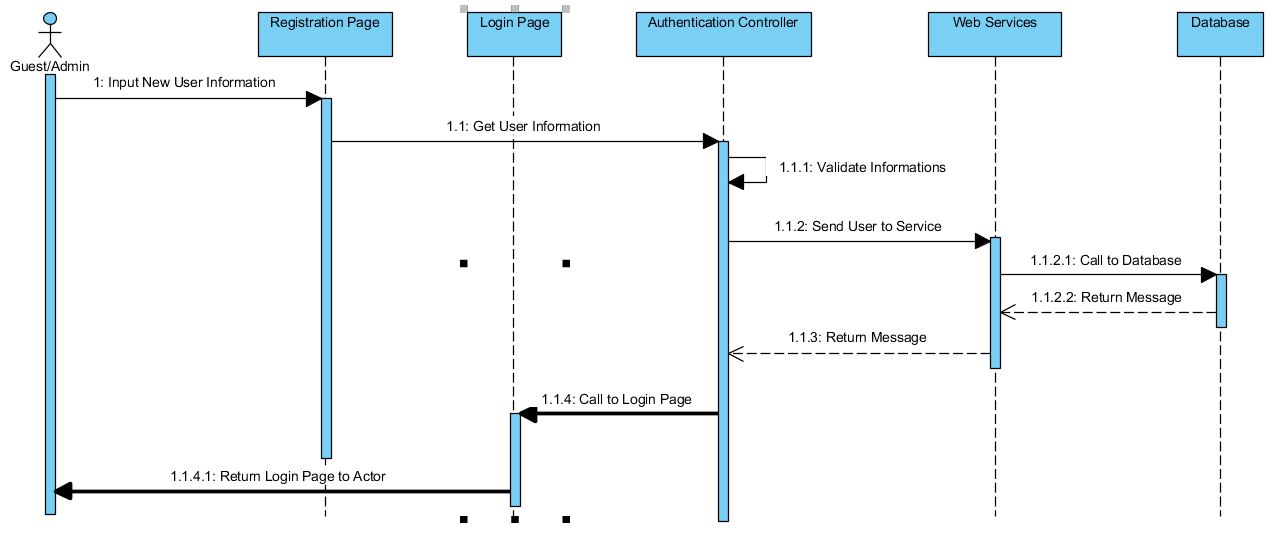 Registration Page
Login Page
Authentication Controller
Web Services
Database
Guest/Admin
1: Input New User Information
1.1: Get User Information
1.1.1: Validate Informations
1.1.2: Send User to Service
1.1.2.1: Call to Database
1.1.2.2: Return Message
1.1.3: Return Message
1.1.4: Call to Login Page
1.1.4.1: Return Login Page to Actor